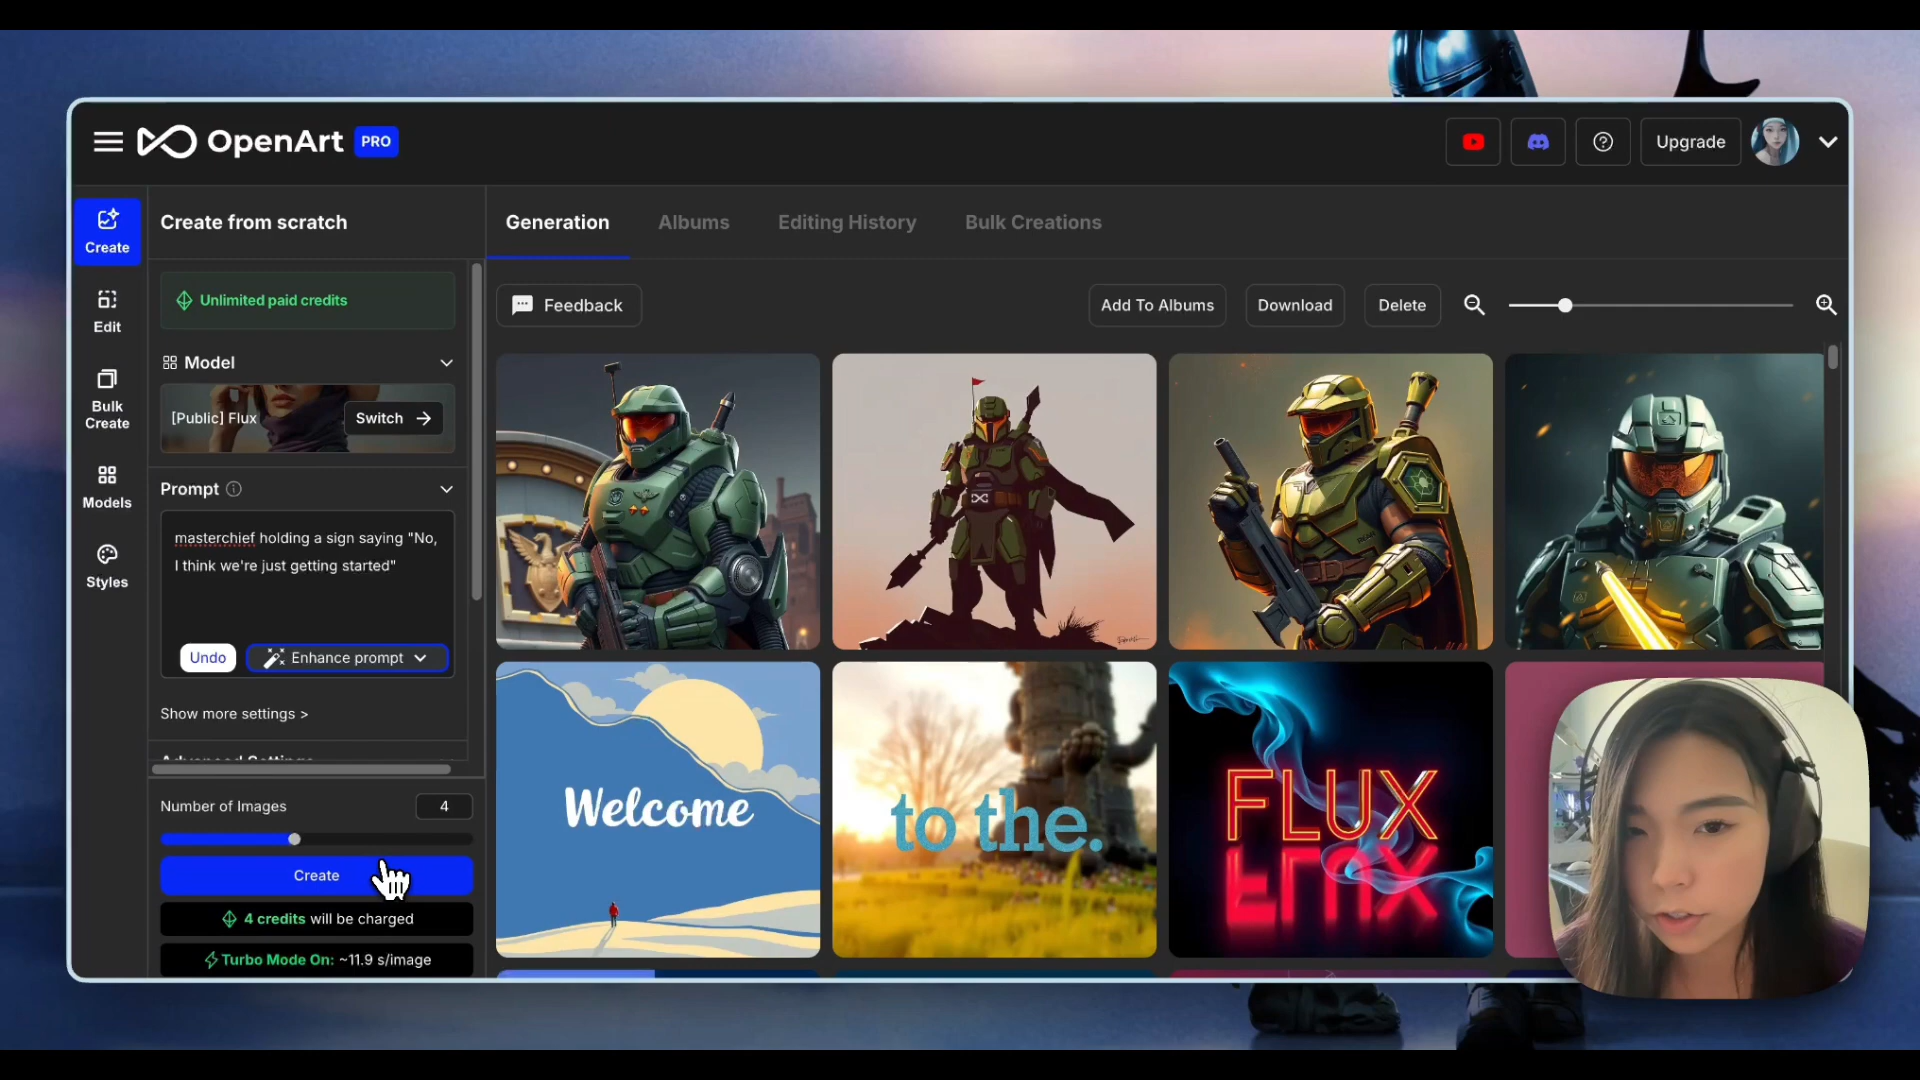 OpenArt PRO
Upgrade
Create
Edit
Bulk
Create
Models
Styles
Create from scratch
Unlimited paid credits
Model
[Public] Flux
Switch →
Prompt
masterchief holding a sign saying "No,
I think we're just getting started"
Undo
Enhance prompt
Show more settings >
Advanced Settings
Number of Images
4
Create
4 credits will be charged
Turbo Mode On: ~11.9 s/image
Generation
Albums
Editing History
Bulk Creations
Feedback
Add To Albums
Download
Delete
Welcome
to the.
FLUX